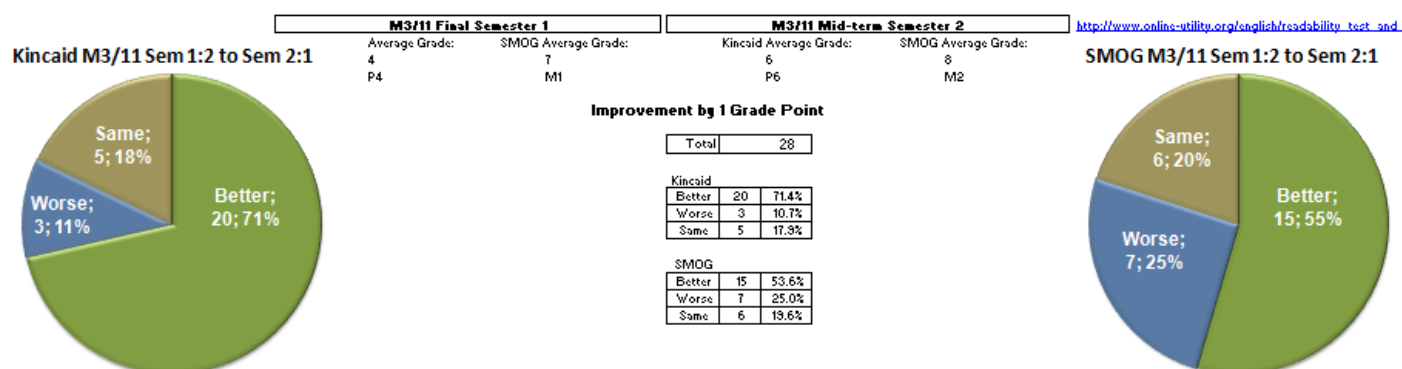 M3/11 Final Semester 1
M3/11 Mid-term Semester 2
http://www.online-utility.org/english/readability_test_and_
Average Grade:
SMOG Average Grade:
Kincaid Average Grade:
SMOG Average Grade:
4
7
6
8
P4
M1
P6
M2
Kincaid M3/11 Sem 1:2 to Sem 2:1
Same;
5; 18%
Worse;
3; 11%
Better;
20; 71%
Improvement by 1 Grade Point
Total 28
Kincaid
Better 20 71.4%
Worse 3 10.7%
Same 5 17.9%
SMOG
Better 15 53.6%
Worse 7 25.0%
Same 6 19.6%
SMOG M3/11 Sem 1:2 to Sem 2:1
Same;
6; 20%
Worse;
7; 25%
Better;
15; 55%